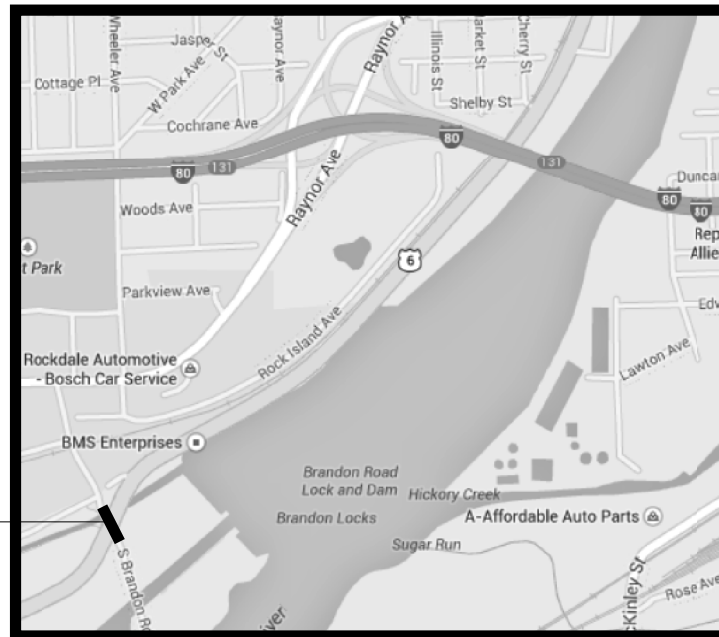 Wheeler Ave
Jasper St
Raynor Ave
Raynor Ave
Illinois St
Market St
Cherry St
Cottage Pl
W Park Ave
Shelby St
Cochrane Ave
80
131
80
131
Duncan
80
80
Woods Ave
Raynor Ave
Rep
Allie
t Park
6
Parkview Ave
Edv
Rock Island Ave
Rockdale Automotive
- Bosch Car Service
Lawton Ave
BMS Enterprises
Brandon Road
Lock and Dam
Hickory Creek
Brandon Locks
A-Affordable Auto Parts
Sugar Run
S Brandon Ro
cKinley St
Rose Ave
iver